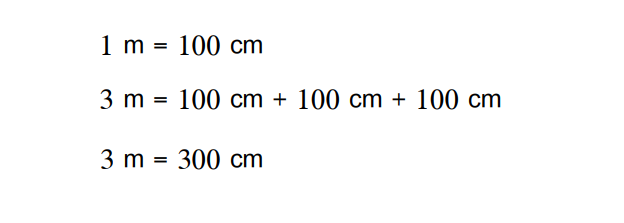 1 m = 100 cm
3 m = 100 cm + 100 cm + 100 cm
3 m = 300 cm